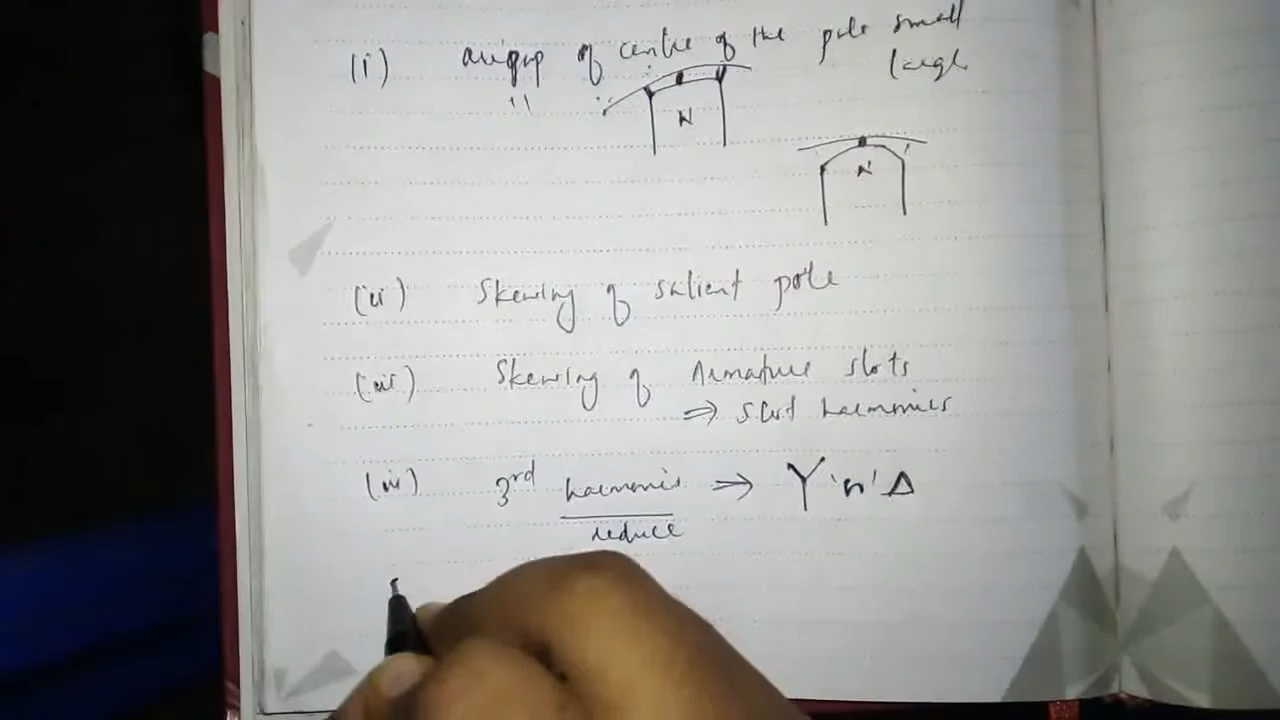 (i) airgap of centre of the pole small
" large
N
N
(ii) Skewing of salient pole
(iii) Skewing of Armature slots
⇒ slot harmonics
(iv) 3rd harmonic ⇒ Y 'n' Δ
reduce